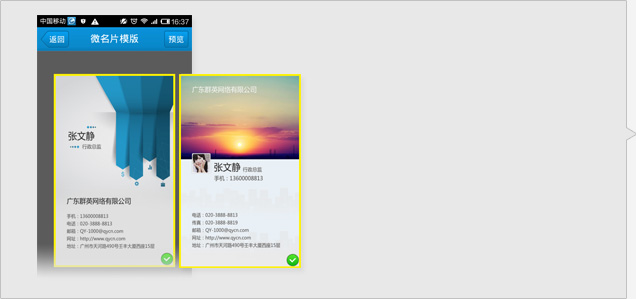 中国移动 16:37
返回 微名片模版 预览
张文静
行政总监
广东群英网络有限公司
手机：13600008813
电话：020-3888-8813
邮箱：QY-1000@qycn.com
网址：http://www.qycn.com
地址：广州市天河路490号壬丰大厦西座15层
广东群英网络有限公司
张文静 行政总监
手机：13600008813
电话：020-3888-8813
传真：020-3888-8819
邮箱：QY-1000@qycn.com
网址：http://www.qycn.com
地址：广州市天河路490号壬丰大厦西座15层